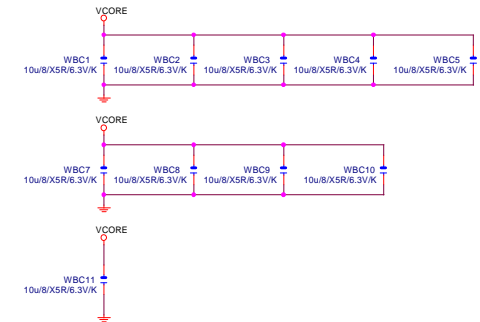 VCORE
WBC1 WBC2 WBC3 WBC4 WBC5
10u/8/X5R/6.3V/K 10u/8/X5R/6.3V/K 10u/8/X5R/6.3V/K 10u/8/X5R/6.3V/K 10u/8/X5R/6.3V/K
VCORE
WBC7 WBC8 WBC9 WBC10
10u/8/X5R/6.3V/K 10u/8/X5R/6.3V/K 10u/8/X5R/6.3V/K 10u/8/X5R/6.3V/K
VCORE
WBC11
10u/8/X5R/6.3V/K